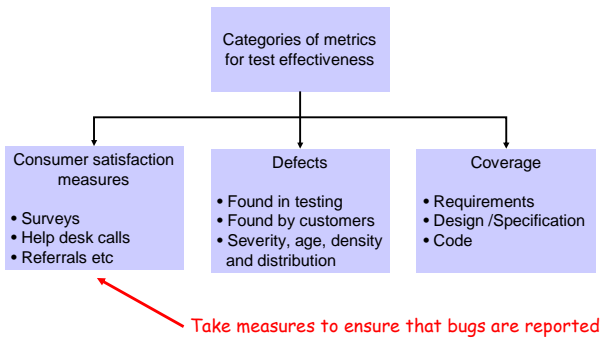 Categories of metrics
for test effectiveness
Consumer satisfaction
measures
• Surveys
• Help desk calls
• Referrals etc
Defects
• Found in testing
• Found by customers
• Severity, age, density
and distribution
Coverage
• Requirements
• Design /Specification
• Code
Take measures to ensure that bugs are reported